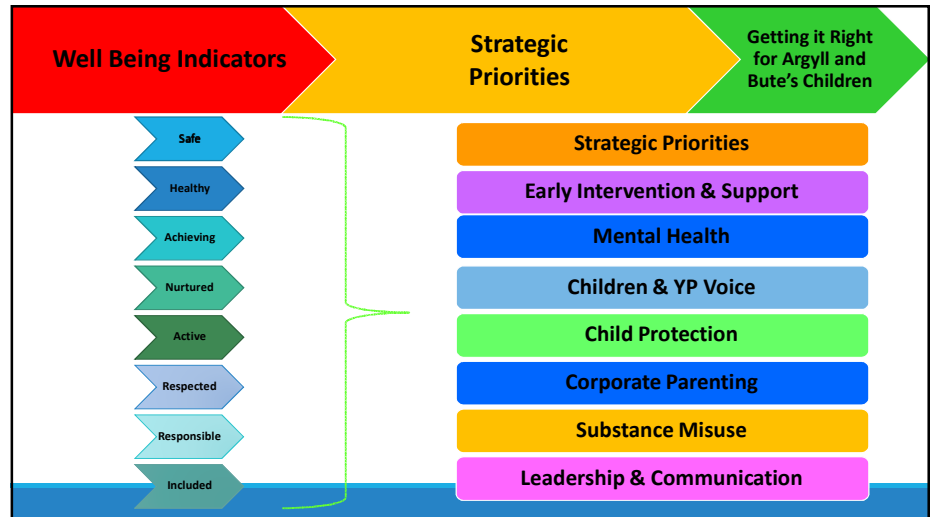 Well Being Indicators
Strategic
Priorities
Getting it Right
for Argyll and
Bute's Children
Safe
Healthy
Achieving
Nurtured
Active
Respected
Responsible
Included
Strategic Priorities
Early Intervention & Support
Mental Health
Children & YP Voice
Child Protection
Corporate Parenting
Substance Misuse
Leadership & Communication